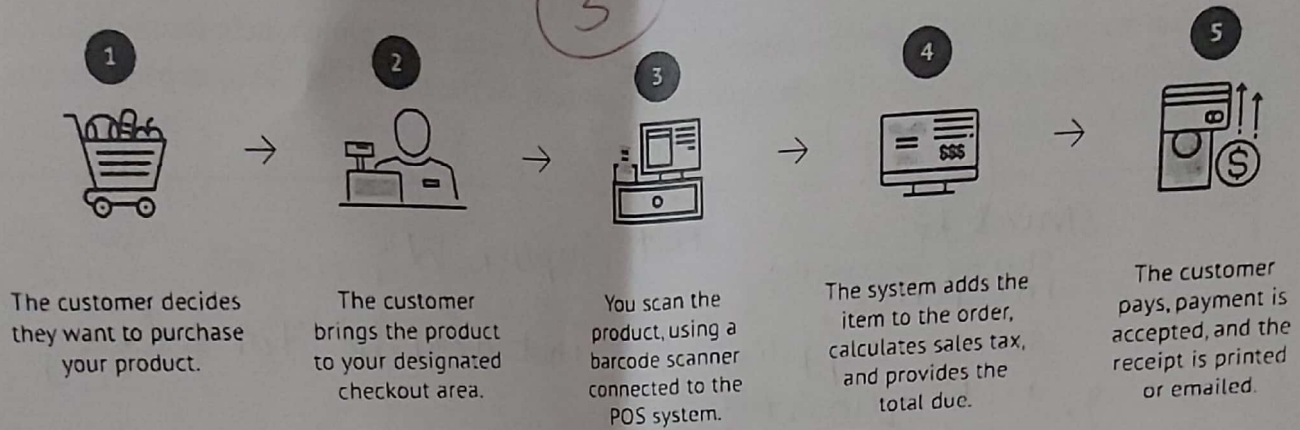 5
1
2
3
4
5
$$$
$
The customer decides
they want to purchase
your product.
The customer
brings the product
to your designated
checkout area.
You scan the
product, using a
barcode scanner
connected to the
POS system.
The system adds the
item to the order,
calculates sales tax,
and provides the
total due.
The customer
pays, payment is
accepted, and the
receipt is printed
or emailed.